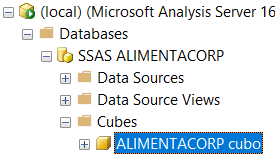 (local) (Microsoft Analysis Server 16
Databases
SSAS ALIMENTACORP
Data Sources
Data Source Views
Cubes
ALIMENTACORP cubo